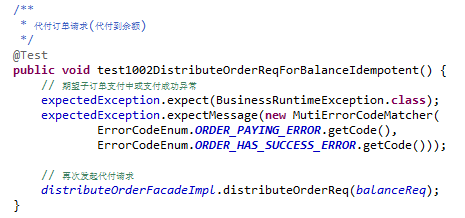 /**
 * 代付订单请求(代付到余额)
 */
@Test
public void test1002DistributeOrderReqForBalanceIdempotent() {
// 期望子订单支付中或支付成功异常
expectedException.expect(BusinessRuntimeException.class);
expectedException.expectMessage(new MutiErrorCodeMatcher(
ErrorCodeEnum.ORDER_PAYING_ERROR.getCode(),
ErrorCodeEnum.ORDER_HAS_SUCCESS_ERROR.getCode()));
// 再次发起代付请求
distributeOrderFacadeImpl.distributeOrderReq(balanceReq);
}